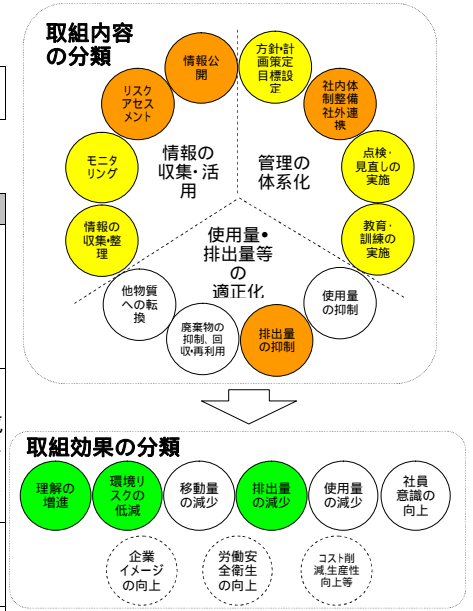 取組内容
の分類
情報公
開
方針・計
画策定
目標設
定
リスク
アセス
メント
社内体
制整備
社外連
携
モニタ
リング
情報の
収集・活
用
管理の
体系化
点検・
見直しの
実施
情報の
収集・整
理
使用量・
排出量等
の
適正化
教育・
訓練の
実施
他物質
への転
換
廃棄物の
抑制、回
収・再利用
排出量
の抑制
使用量
の抑制
取組効果の分類
理解の
増進
環境リ
スクの
低減
移動量
の減少
排出量
の減少
使用量
の減少
社員
意識の
向上
企業
イメージ
の向上
労働安
全衛生
の向上
コスト削
減,生産性
向上等